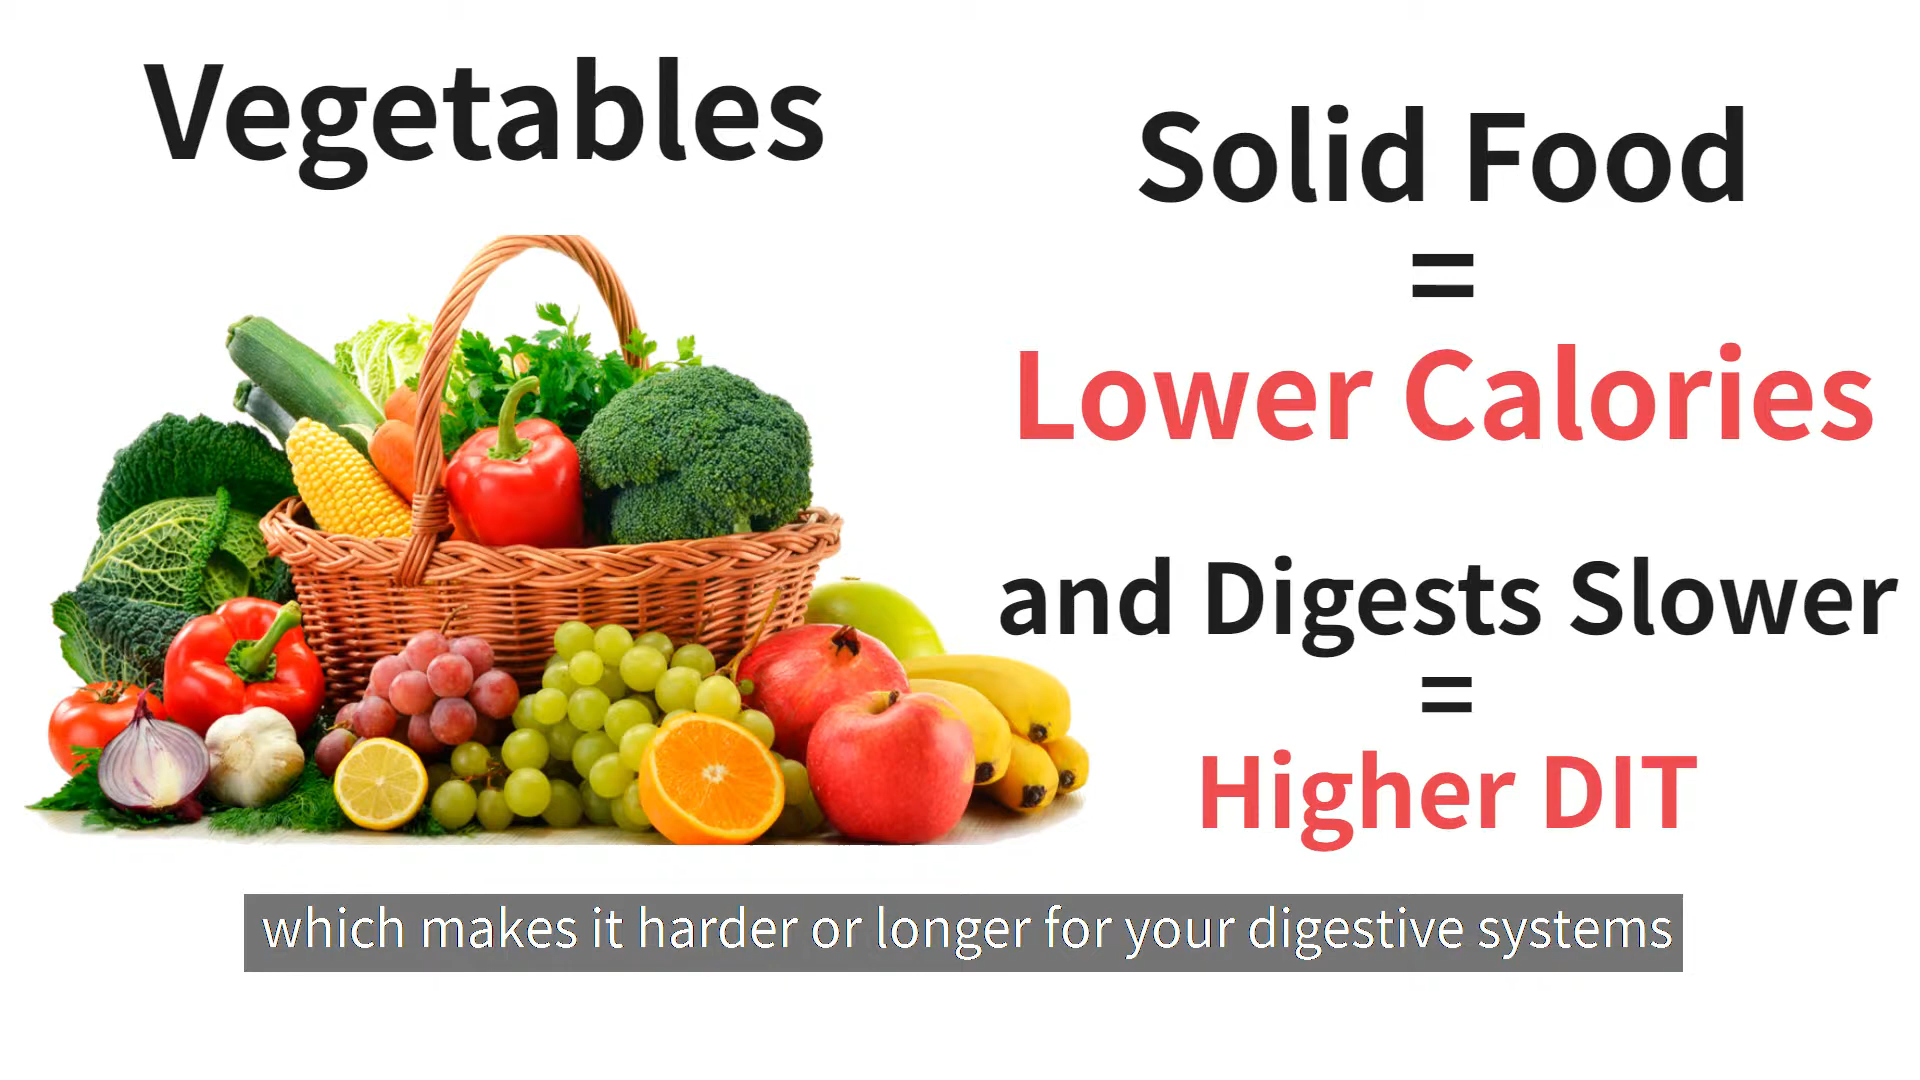 Vegetables
Solid Food
=
Lower Calories
and Digests Slower
=
Higher DIT
which makes it harder or longer for your digestive systems